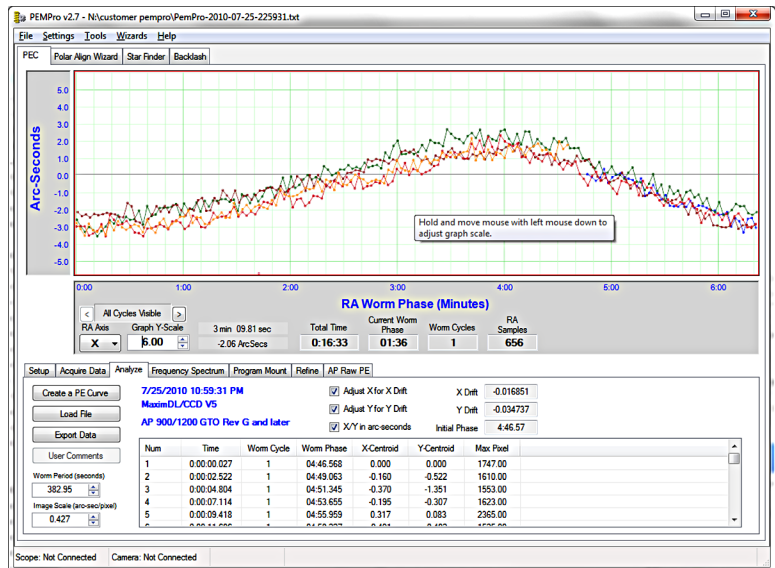 PEMPro v2.7 - N:\customer pempro\PemPro-2010-07-25-225931.txt
File Settings Tools Wizards Help
PEC Polar Align Wizard Star Finder Backlash
Arc-Seconds
5.0
4.0
3.0
2.0
1.0
0.0
-1.0
-2.0
-3.0
-4.0
-5.0
Hold and move mouse with left mouse down to
adjust graph scale.
0:00 1:00 2:00 3:00 4:00 5:00 6:00
RA Worm Phase (Minutes)
< All Cycles Visible >
RA Axis Graph Y-Scale 3 min 09.81 sec Total Time Current Worm Phase Worm Cycles RA Samples
X 6.00 -2.06 ArcSecs 0:16:33 01:36 1 656
Setup Acquire Data Analyze Frequency Spectrum Program Mount Refine AP Raw PE
Create a PE Curve
Load File
Export Data
User Comments
Worm Period (seconds)
382.95
Image Scale (arc-sec/pixel)
0.427
7/25/2010 10:59:31 PM
MaximDL/CCD V5
AP 900/1200 GTO Rev G and later
Adjust X for X Drift
Adjust Y for Y Drift
X/Y in arc-seconds
X Drift -0.016851
Y Drift -0.034737
Initial Phase 4:46.57
Num Time Worm Cycle Worm Phase X-Centroid Y-Centroid Max Pixel
1 0:00:00.027 1 04:46.568 0.000 0.000 1747.00
2 0:00:02.522 1 04:49.063 -0.160 -0.522 1610.00
3 0:00:04.804 1 04:51.345 -0.370 -1.351 1553.00
4 0:00:07.114 1 04:53.655 -0.195 -0.307 1623.00
5 0:00:09.418 1 04:55.959 0.317 0.083 2365.00
Scope: Not Connected Camera: Not Connected